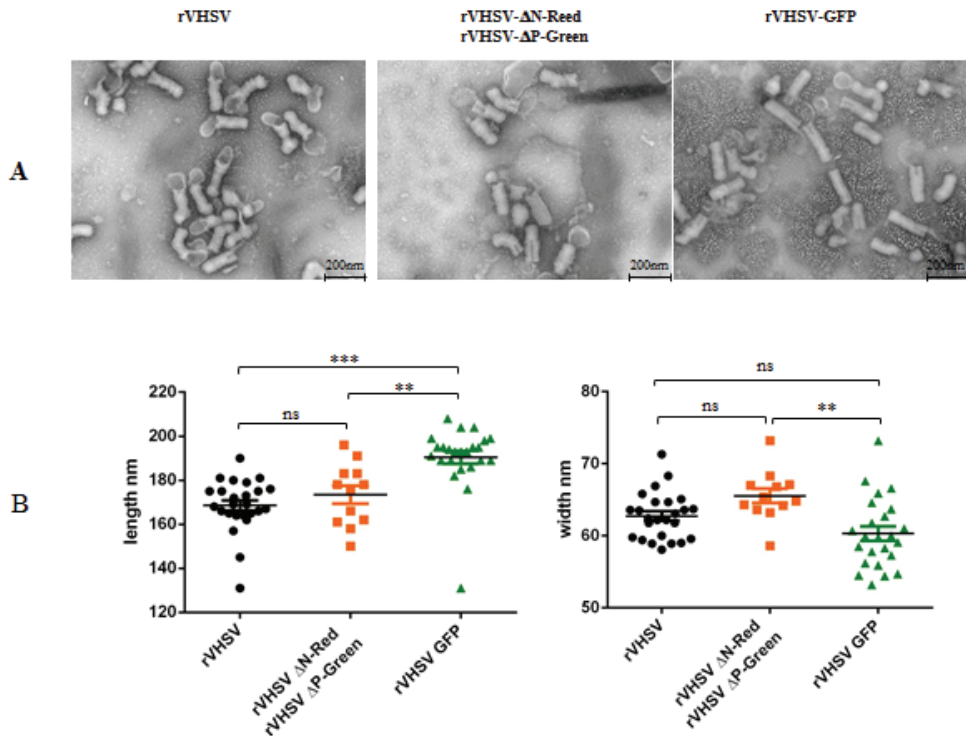 rVHSV
rVHSV-ΔN-Reed
rVHSV-ΔP-Green
rVHSV-GFP
A
200nm
200nm
200nm
B
***
**
ns
220
200
180
160
140
120
length nm
rVHSV
rVHSV ΔN-Red
rVHSV ΔP-Green
rVHSV GFP
ns
ns
**
80
70
60
50
width nm
rVHSV
rVHSV ΔN-Red
rVHSV ΔP-Green
rVHSV GFP